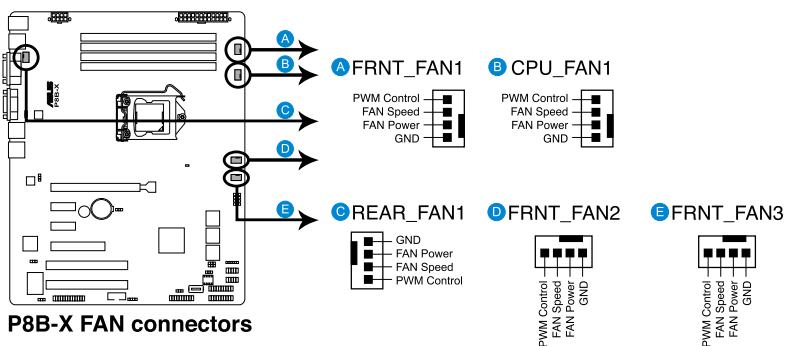 A
B
C
D
E
ASUS
P8B-X
A FRNT_FAN1
PWM Control
FAN Speed
FAN Power
GND
B CPU_FAN1
PWM Control
FAN Speed
FAN Power
GND
C REAR_FAN1
GND
FAN Power
FAN Speed
PWM Control
D FRNT_FAN2
PWM Control
FAN Speed
FAN Power
GND
E FRNT_FAN3
PWM Control
FAN Speed
FAN Power
GND
P8B-X FAN connectors